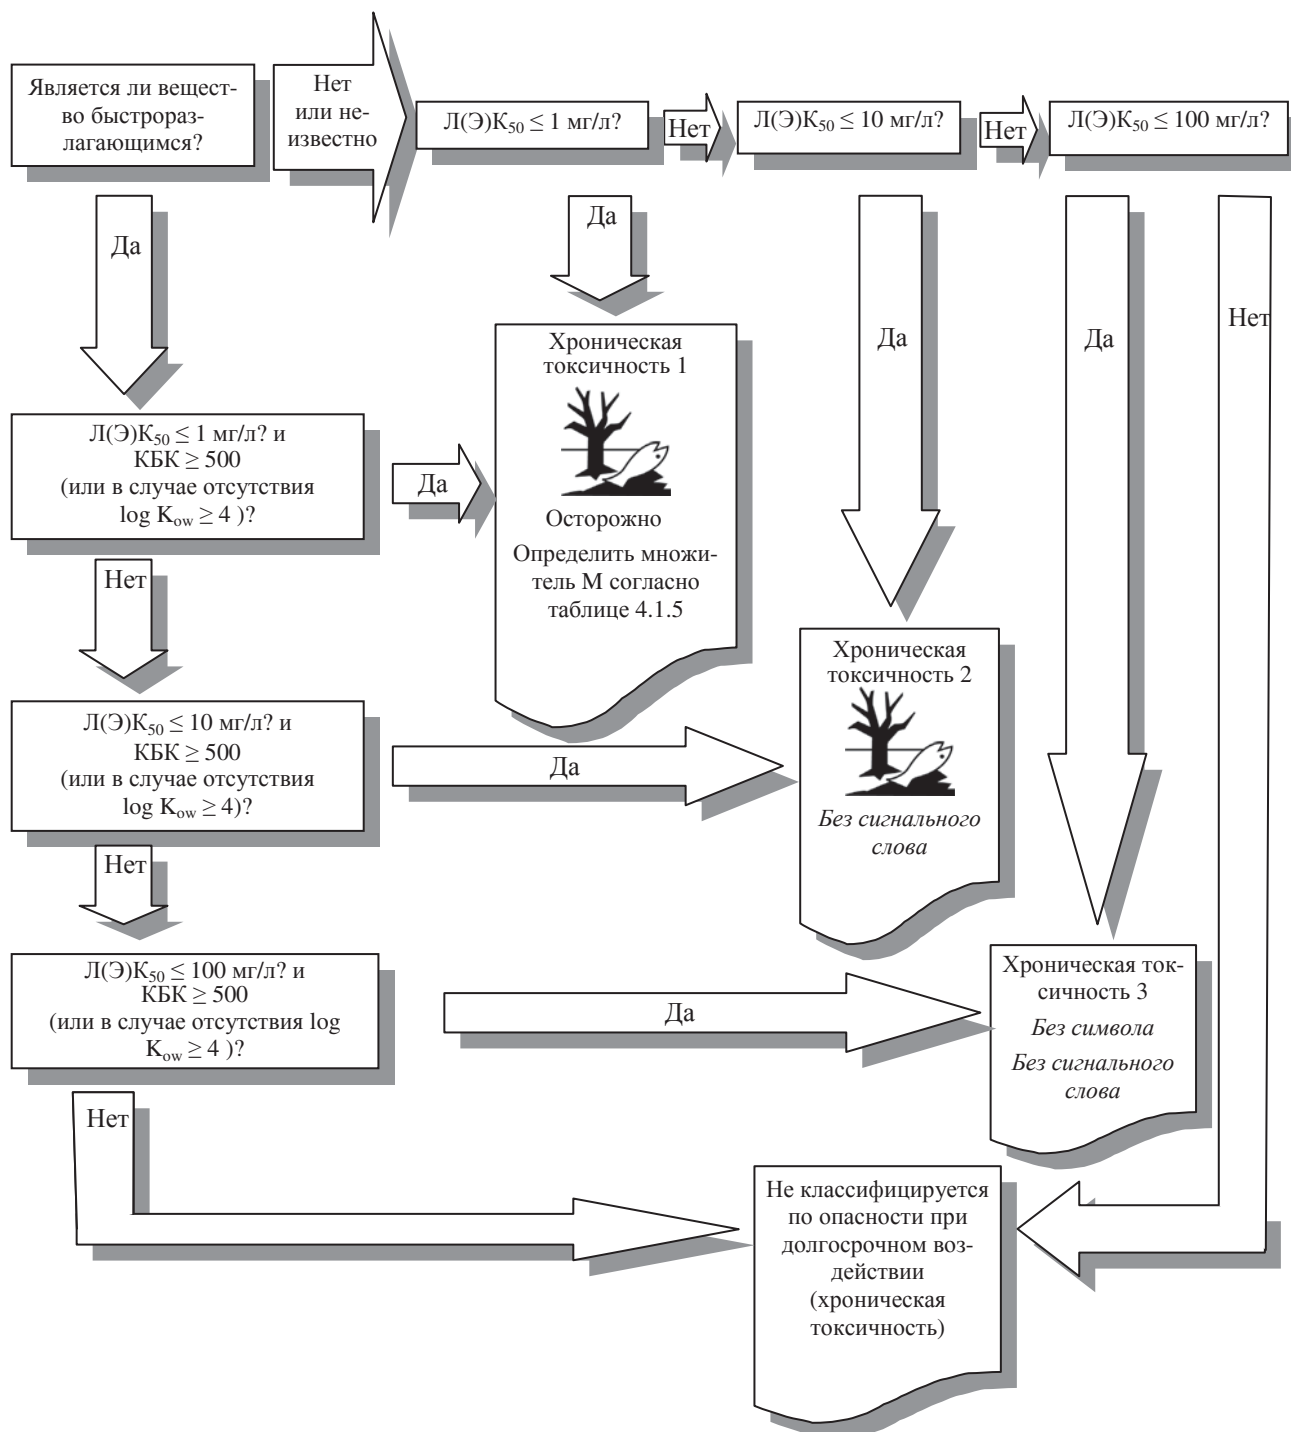 Является ли вещест-
во быстрораз-
лагающимся?
Нет
или не-
известно
Л(Э)К₅₀ ≤ 1 мг/л?
Нет
Л(Э)К₅₀ ≤ 10 мг/л?
Нет
Л(Э)К₅₀ ≤ 100 мг/л?
Да
Да
Да
Да
Нет
Л(Э)К₅₀ ≤ 1 мг/л? и
КБК ≥ 500
(или в случае отсутствия
log K₀w ≥ 4 )?
Да
Хроническая
токсичность 1
Осторожно
Определить множи-
тель М согласно
таблице 4.1.5
Нет
Л(Э)К₅₀ ≤ 10 мг/л? и
КБК ≥ 500
(или в случае отсутствия
log K₀w ≥ 4)?
Да
Хроническая
токсичность 2
Без сигнального
слова
Нет
Л(Э)К₅₀ ≤ 100 мг/л? и
КБК ≥ 500
(или в случае отсутствия log
K₀w ≥ 4 )?
Да
Хроническая ток-
сичность 3
Без символа
Без сигнального
слова
Нет
Не классифицируется
по опасности при
долгосрочном воз-
действии
(хроническая
токсичность)